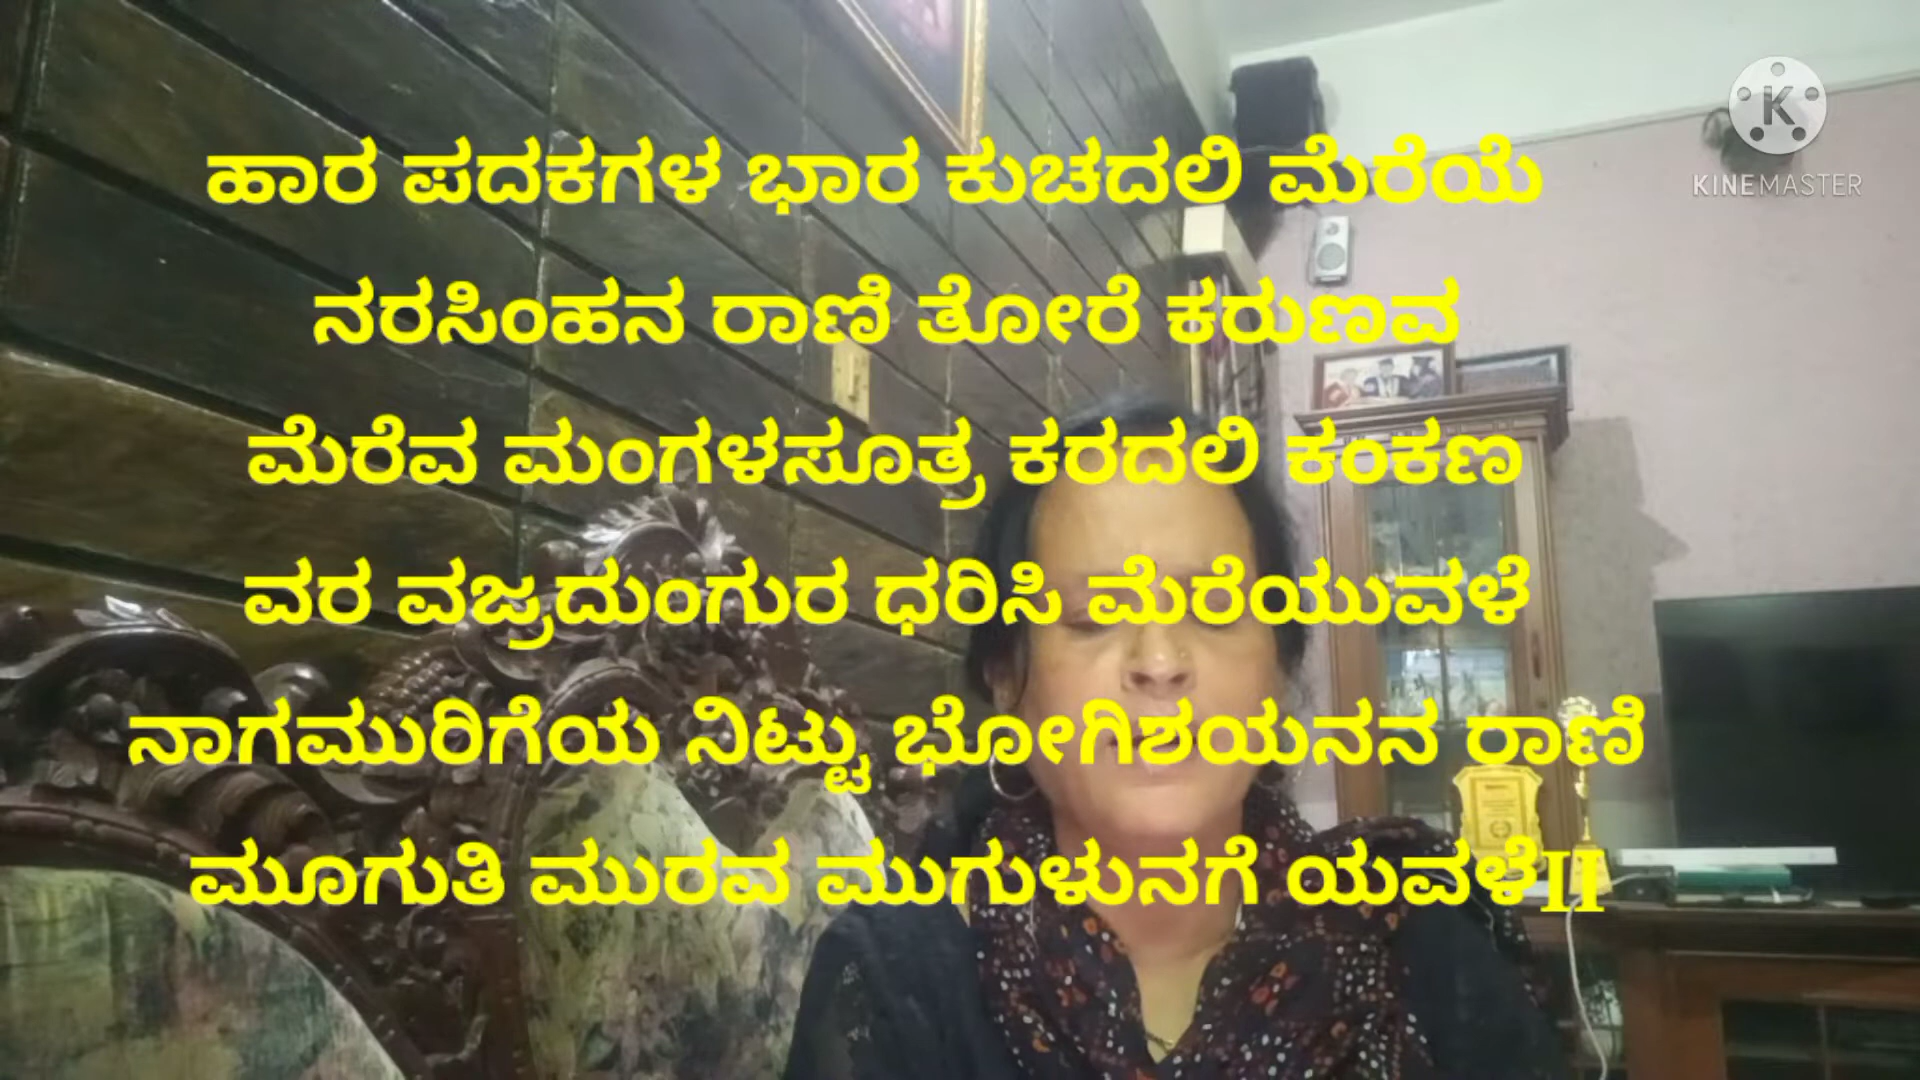 KINEMASTER
ಹಾರ ಪದಕಗಳ ಭಾರ ಕುಚದಲಿ ಮೆರೆಯೆ
ನರಸಿಂಹನ ರಾಣಿ ತೋರೆ ಕರುಣವ
ಮೆರೆವ ಮಂಗಳಸೂತ್ರ ಕರದಲಿ ಕಂಕಣ
ವರ ವಜ್ರದುಂಗುರ ಧರಿಸಿ ಮೆರೆಯುವಳೆ
ನಾಗಮುರಿಗೆಯ ನಿಟ್ಟು ಭೋಗಿಶಯನನ ರಾಣಿ
ಮೂಗುತಿ ಮುರವ ಮುಗುಳುನಗೆ ಯವಳೆII